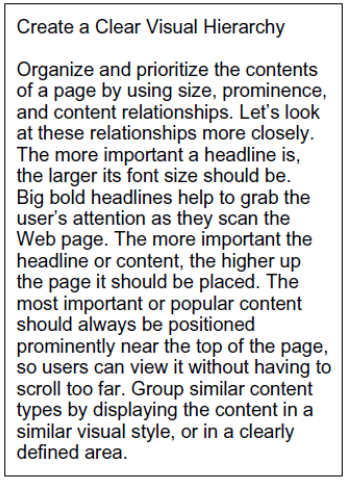 Create a Clear Visual Hierarchy
Organize and prioritize the contents
of a page by using size, prominence,
and content relationships. Let's look
at these relationships more closely.
The more important a headline is,
the larger its font size should be.
Big bold headlines help to grab the
user's attention as they scan the
Web page. The more important the
headline or content, the higher up
the page it should be placed. The
most important or popular content
should always be positioned
prominently near the top of the page,
so users can view it without having to
scroll too far. Group similar content
types by displaying the content in a
similar visual style, or in a clearly
defined area.